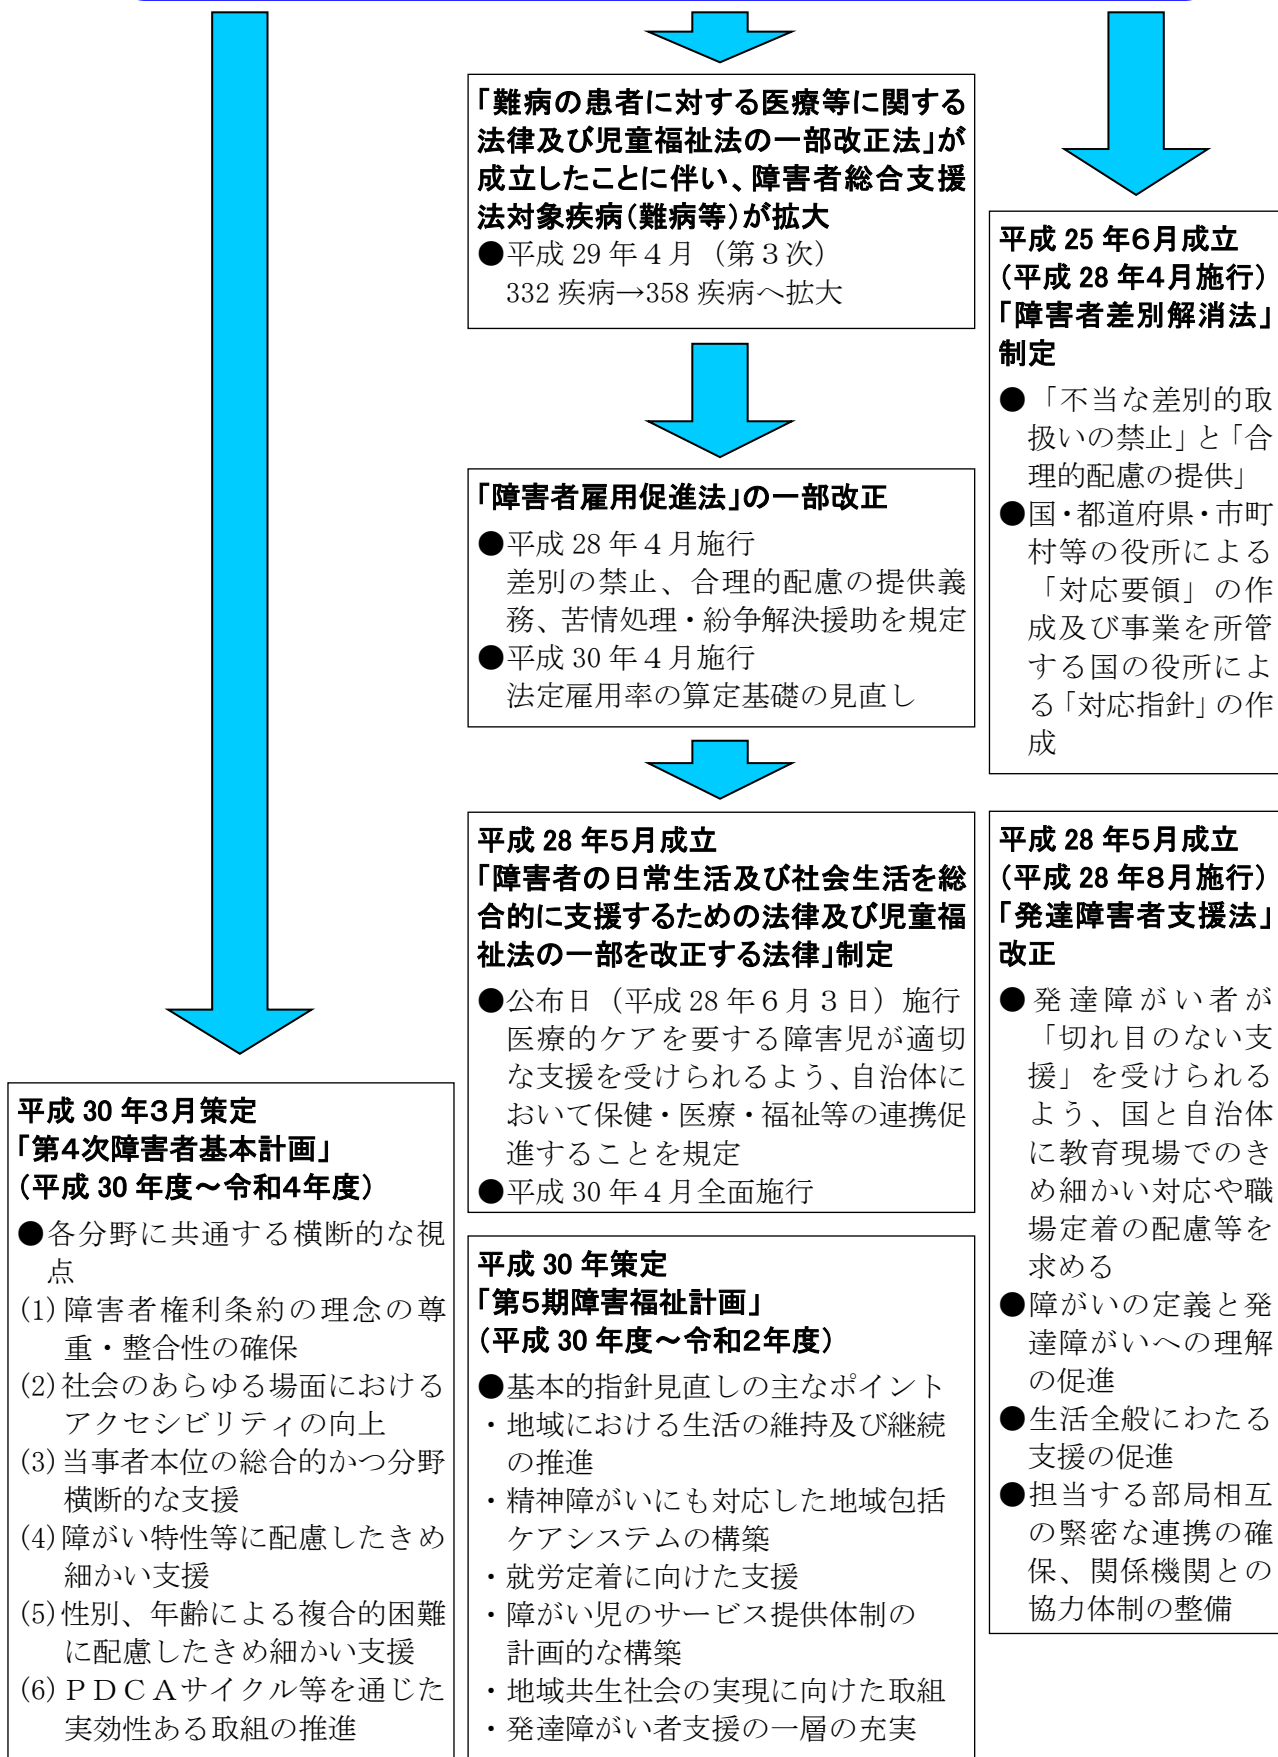 「難病の患者に対する医療等に関する
法律及び児童福祉法の一部改正法」が
成立したことに伴い、障害者総合支援
法対象疾病(難病等)が拡大
●平成 29 年４月（第３次）
332 疾病→358 疾病へ拡大
「障害者雇用促進法」の一部改正
●平成 28 年４月施行
差別の禁止、合理的配慮の提供義
務、苦情処理・紛争解決援助を規定
●平成 30 年４月施行
法定雇用率の算定基礎の見直し
平成 28 年5月成立
「障害者の日常生活及び社会生活を総
合的に支援するための法律及び児童福
祉法の一部を改正する法律」制定
●公布日（平成 28 年６月３日）施行
医療的ケアを要する障害児が適切
な支援を受けられるよう、自治体に
おいて保健・医療・福祉等の連携促
進することを規定
●平成 30 年４月全面施行
平成 25 年6月成立
(平成 28 年4月施行)
「障害者差別解消法」
制定
●「不当な差別的取
扱いの禁止」と「合
理的配慮の提供」
●国・都道府県・市町
村等の役所による
「対応要領」の作
成及び事業を所管
する国の役所によ
る「対応指針」の作
成
平成 28 年5月成立
(平成 28 年8月施行)
「発達障害者支援法」
改正
●発達障がい者が
「切れ目のない支
援」を受けられる
よう、国と自治体
に教育現場でのき
め細かい対応や職
場定着の配慮等を
求める
●障がいの定義と発
達障がいへの理解
の促進
●生活全般にわたる
支援の促進
●担当する部局相互
の緊密な連携の確
保、関係機関との
協力体制の整備
平成 30 年3月策定
「第4次障害者基本計画」
(平成 30 年度～令和4年度)
●各分野に共通する横断的な視
点
(1)障害者権利条約の理念の尊
重・整合性の確保
(2)社会のあらゆる場面における
アクセシビリティの向上
(3)当事者本位の総合的かつ分野
横断的な支援
(4)障がい特性等に配慮したきめ
細かい支援
(5)性別、年齢による複合的困難
に配慮したきめ細かい支援
(6)ＰＤＣＡサイクル等を通じた
実効性ある取組の推進
平成 30 年策定
「第5期障害福祉計画」
(平成 30 年度～令和2年度)
●基本的指針見直しの主なポイント
・地域における生活の維持及び継続
の推進
・精神障がいにも対応した地域包括
ケアシステムの構築
・就労定着に向けた支援
・障がい児のサービス提供体制の
計画的な構築
・地域共生社会の実現に向けた取組
・発達障がい者支援の一層の充実